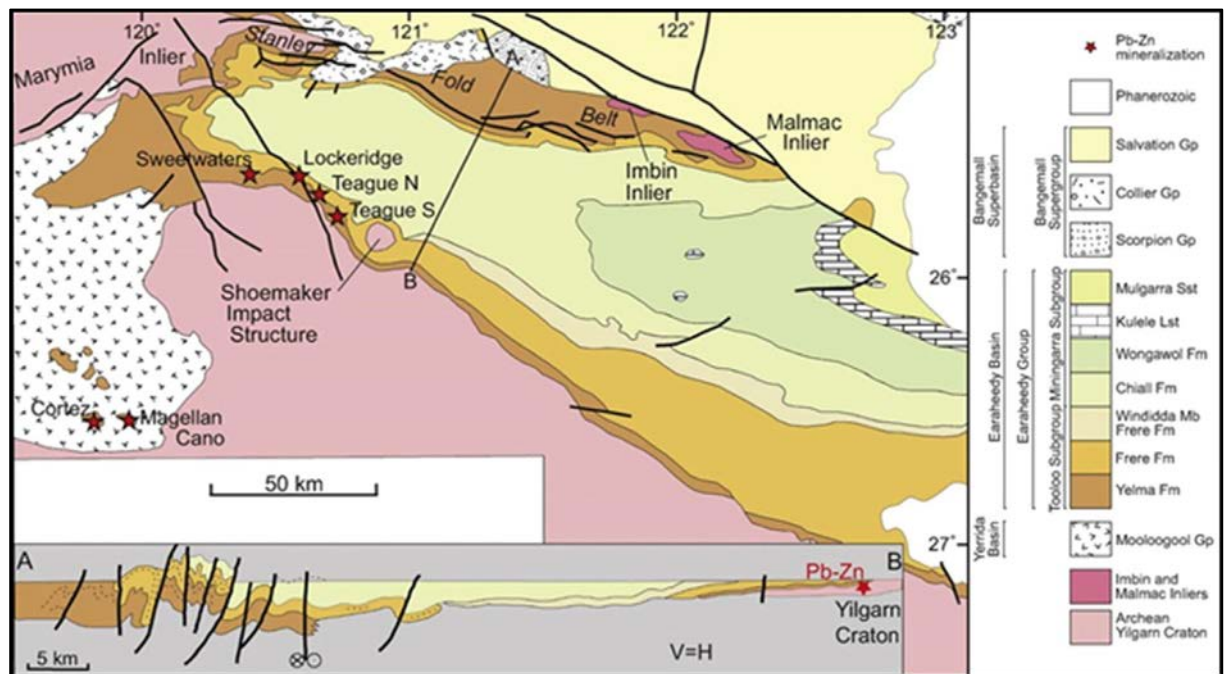 120°
121°
122°
123°
Marymia
Inlier
Stanley
Fold
Belt
A
Malmac
Inlier
Imbin
Inlier
Sweetwaters
Lockeridge
Teague N
Teague S
B
Shoemaker
Impact
Structure
26°
Cortez
Magellan
Cano
50 km
27°
A
B
Pb-Zn
Yilgarn
Craton
5 km
V=H
Pb-Zn
mineralization
Phanerozoic
Bangemall
Superbasin
Bangemall
Supergroup
Salvation Gp
Collier Gp
Scorpion Gp
Earaheedy Basin
Earaheedy Group
Tooloo Subgroup
Miningarra Subgroup
Mulgarra Sst
Kulele Lst
Wongawol Fm
Chiall Fm
Windidda Mb
Frere Fm
Frere Fm
Yelma Fm
Yerrida
Basin
Mooloogool Gp
Imbin and
Malmac Inliers
Archean
Yilgarn Craton